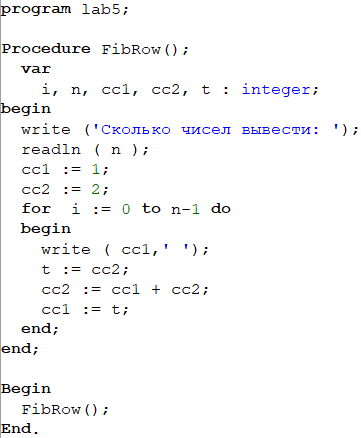 program lab5;
Procedure FibRow();
var
i, n, cc1, cc2, t : integer;
begin
write ('Сколько чисел вывести: ');
readln ( n );
cc1 := 1;
cc2 := 2;
for  i := 0 to n-1 do
begin
write ( cc1,' ');
t := cc2;
cc2 := cc1 + cc2;
cc1 := t;
end;
end;
Begin
FibRow();
End.